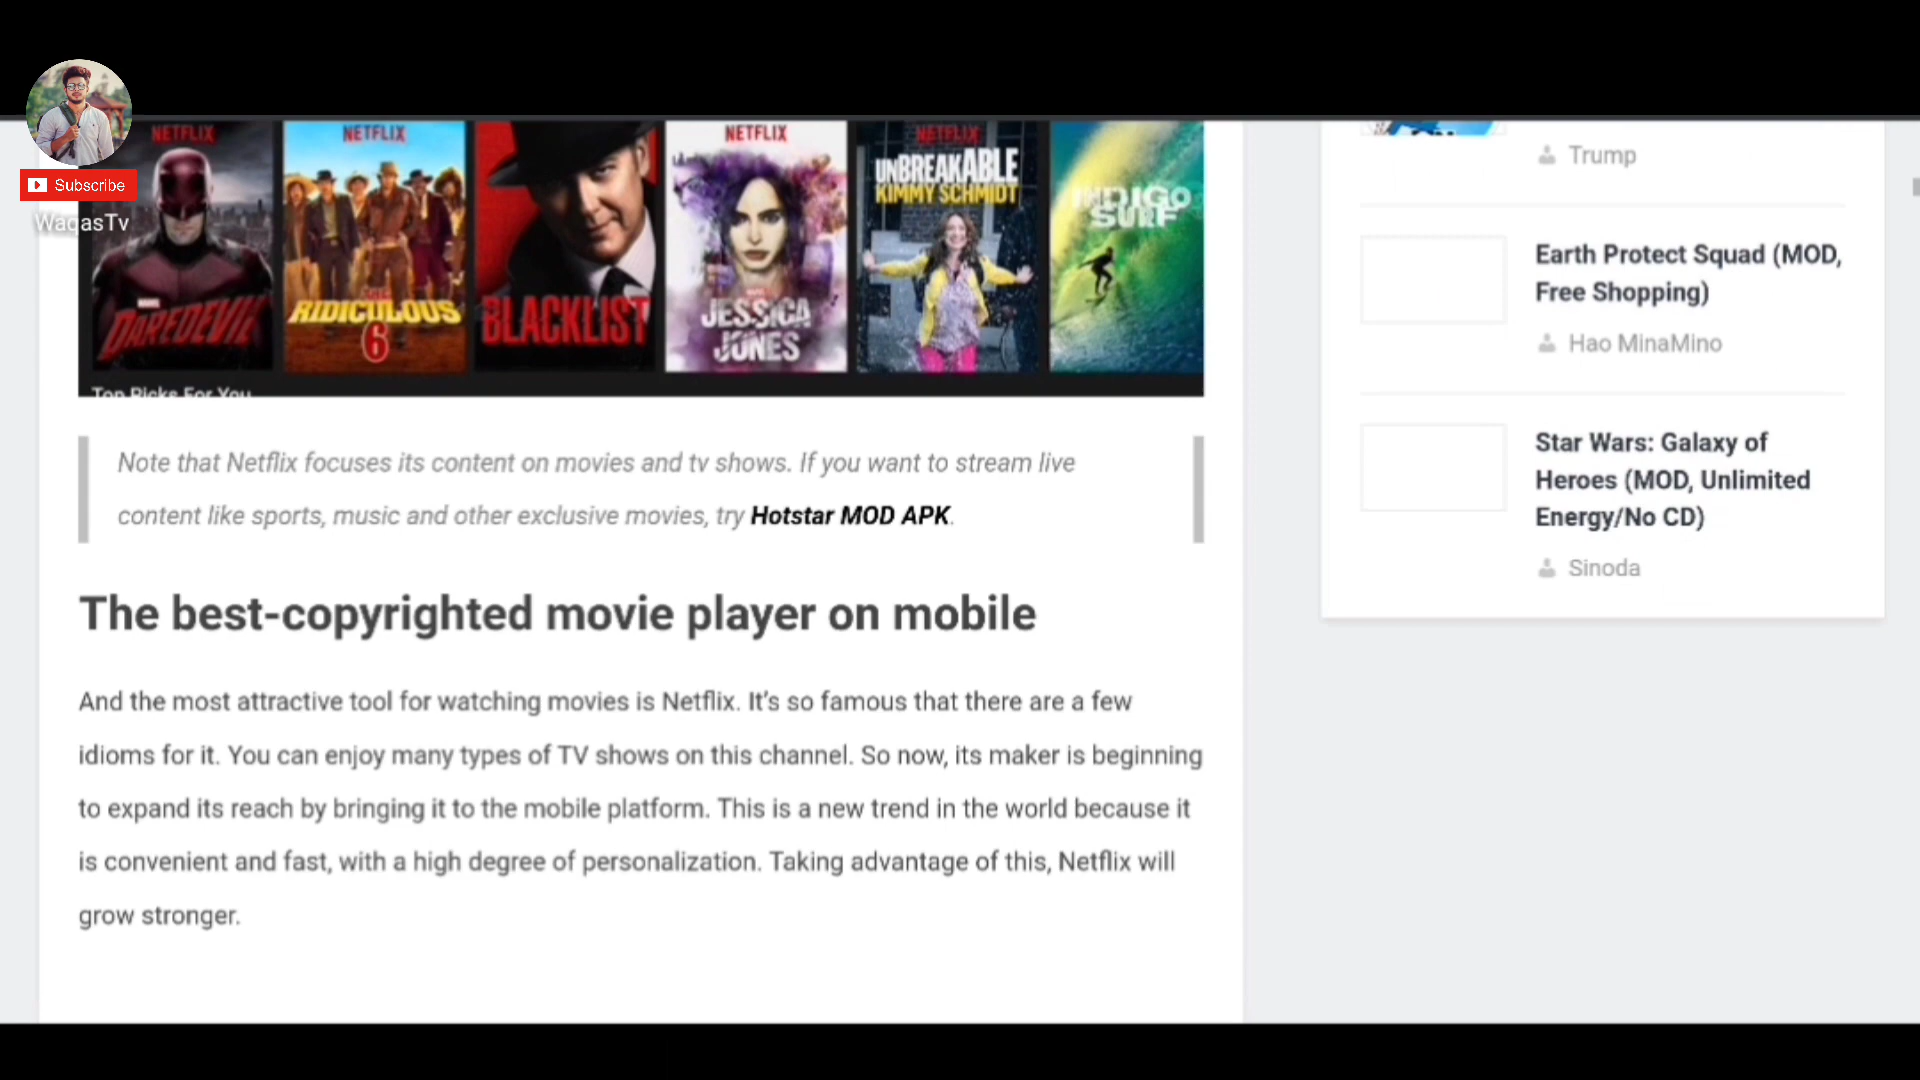 Subscribe
WaqasTv
NETFLIX
MARVEL
DAREDEVIL
NETFLIX
THE
RIDICULOUS
6
BLACKLIST
NETFLIX
MARVEL
JESSICA
JONES
NETFLIX
UNBREAKABLE
KIMMY SCHMIDT
INDIGO
SURF
Top Picks For You
Note that Netflix focuses its content on movies and tv shows. If you want to stream live
content like sports, music and other exclusive movies, try Hotstar MOD APK.
The best-copyrighted movie player on mobile
And the most attractive tool for watching movies is Netflix. It’s so famous that there are a few
idioms for it. You can enjoy many types of TV shows on this channel. So now, its maker is beginning
to expand its reach by bringing it to the mobile platform. This is a new trend in the world because it
is convenient and fast, with a high degree of personalization. Taking advantage of this, Netflix will
grow stronger.
Trump
Earth Protect Squad (MOD,
Free Shopping)
Hao MinaMino
Star Wars: Galaxy of
Heroes (MOD, Unlimited
Energy/No CD)
Sinoda